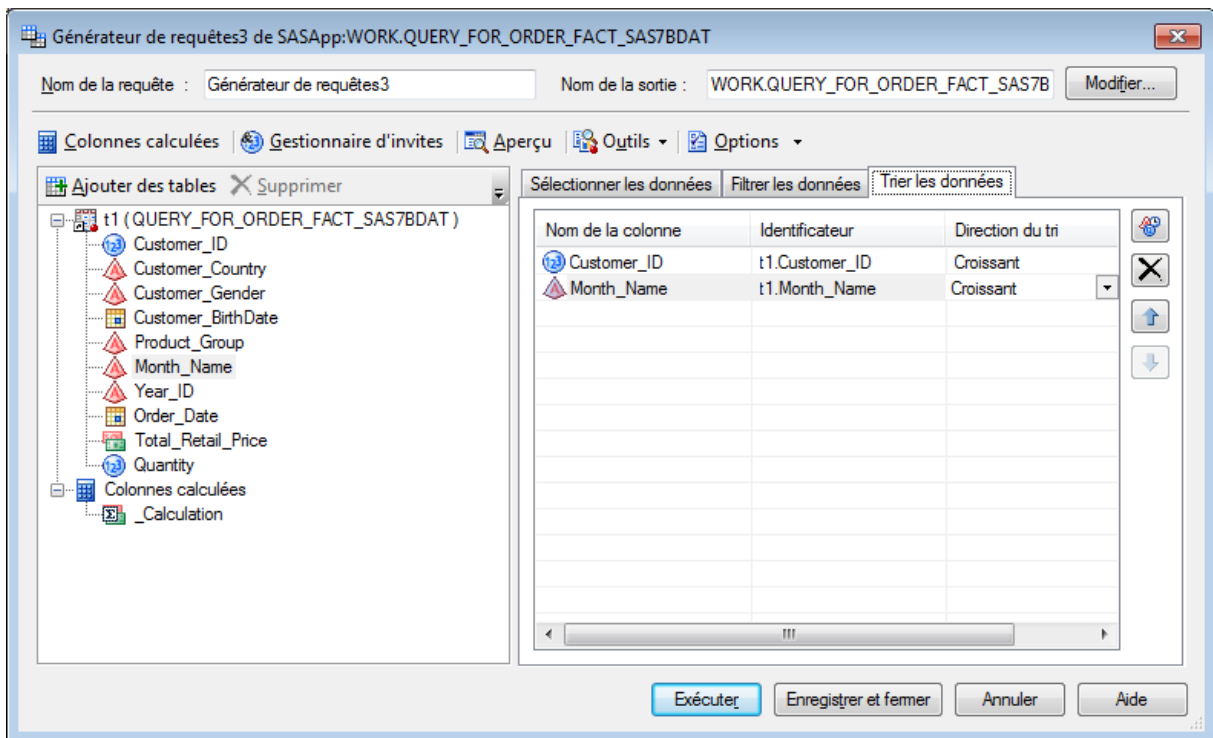 Générateur de requêtes3 de SASApp:WORK.QUERY_FOR_ORDER_FACT_SAS7BDAT
Nom de la requête : Générateur de requêtes3 Nom de la sortie : WORK.QUERY_FOR_ORDER_FACT_SAS7B Modifier...
Colonnes calculées Gestionnaire d'invites Aperçu Outils Options
Ajouter des tables Supprimer
Sélectionner les données Filtrer les données Trier les données
t1 ( QUERY_FOR_ORDER_FACT_SAS7BDAT )
Customer_ID
Customer_Country
Customer_Gender
Customer_BirthDate
Product_Group
Month_Name
Year_ID
Order_Date
Total_Retail_Price
Quantity
Colonnes calculées
_Calculation
Nom de la colonne Identificateur Direction du tri
Customer_ID t1.Customer_ID Croissant
Month_Name t1.Month_Name Croissant
Exécuter Enregistrer et fermer Annuler Aide